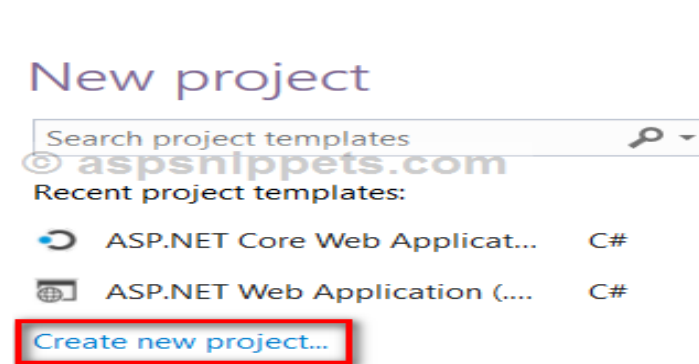 New project
Search project templates
© aspsnippets.com
Recent project templates:
ASP.NET Core Web Applicat... C#
ASP.NET Web Application (.... C#
Create new project...